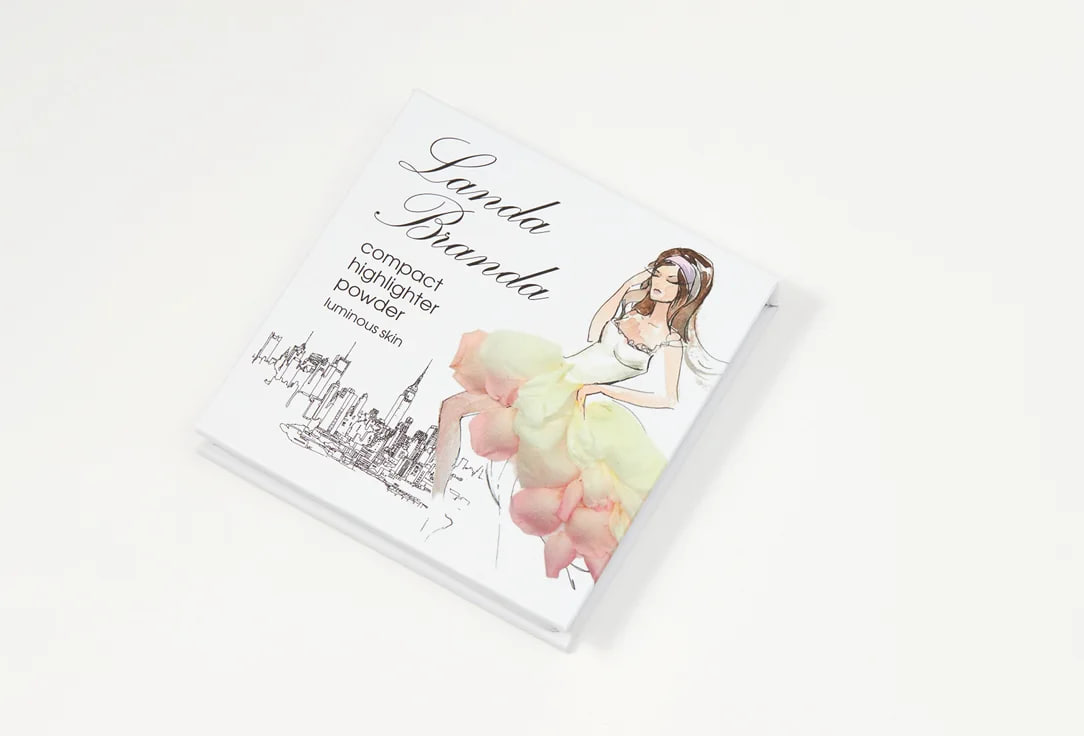 Landa
Branda
compact
highlighter
powder
luminous skin